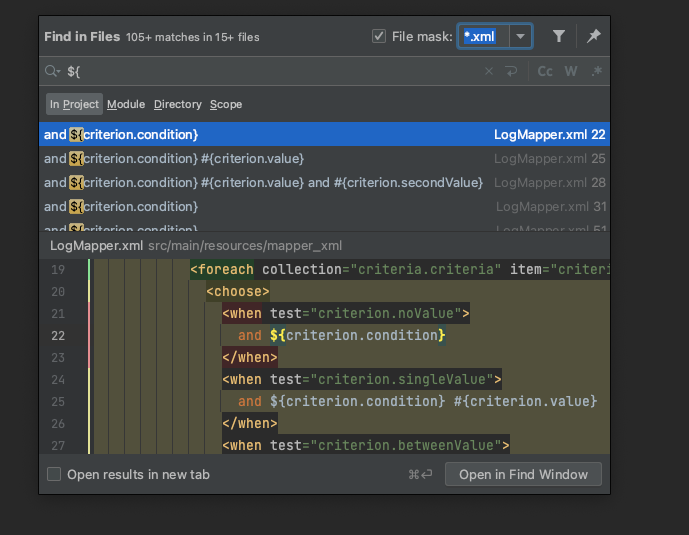 Find in Files 105+ matches in 15+ files File mask: *.xml
${ Cc W .*
In Project Module Directory Scope
and ${criterion.condition} LogMapper.xml 22
and ${criterion.condition} #{criterion.value} LogMapper.xml 25
and ${criterion.condition} #{criterion.value} and #{criterion.secondValue} LogMapper.xml 28
and ${criterion.condition} LogMapper.xml 31
and ${criterion.condition} LogMapper.xml 51
LogMapper.xml src/main/resources/mapper_xml
19 <foreach collection="criteria.criteria" item="criteri
20 <choose>
21 <when test="criterion.noValue">
22 and ${criterion.condition}
23 </when>
24 <when test="criterion.singleValue">
25 and ${criterion.condition} #{criterion.value}
26 </when>
27 <when test="criterion.betweenValue">
Open results in new tab ⌘⏎ Open in Find Window